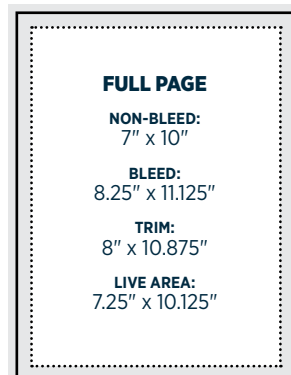 FULL PAGE
NON-BLEED:
7" x 10"
BLEED:
8.25" x 11.125"
TRIM:
8" x 10.875"
LIVE AREA:
7.25" x 10.125"